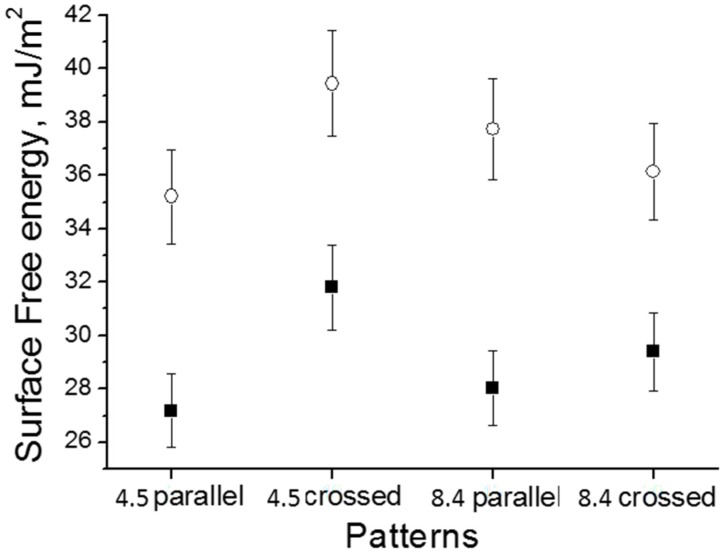 Surface Free energy, mJ/m²
42
40
38
36
34
32
30
28
26
4.5 parallel
4.5 crossed
8.4 parallel
8.4 crossed
Patterns